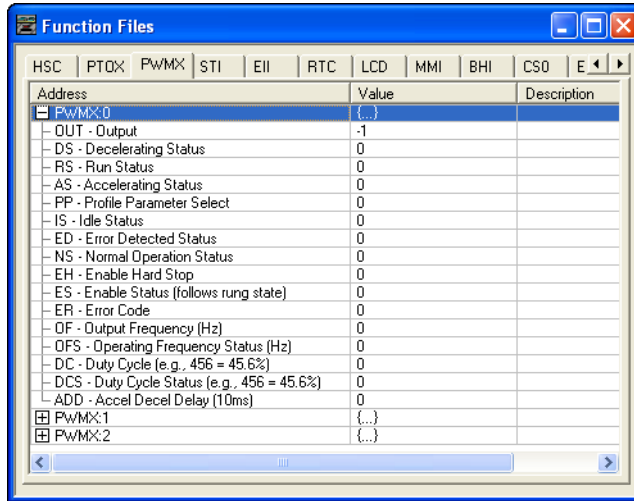 Function Files
HSC PTOX PWMX STI EII RTC LCD MMI BHI CS0 E
Address Value Description
PWMX:0 {...}
OUT - Output -1
DS - Decelerating Status 0
RS - Run Status 0
AS - Accelerating Status 0
PP - Profile Parameter Select 0
IS - Idle Status 0
ED - Error Detected Status 0
NS - Normal Operation Status 0
EH - Enable Hard Stop 0
ES - Enable Status (follows rung state) 0
ER - Error Code 0
OF - Output Frequency (Hz) 0
OFS - Operating Frequency Status (Hz) 0
DC - Duty Cycle (e.g., 456 = 45.6%) 0
DCS - Duty Cycle Status (e.g., 456 = 45.6%) 0
ADD - Accel Decel Delay (10ms) 0
PWMX:1 {...}
PWMX:2 {...}